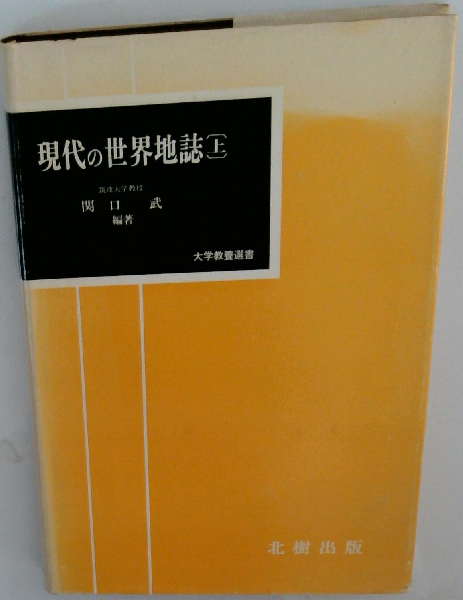 現代の世界地誌〔上〕
筑波大学教授
関口 武
編著
大学教養選書
北樹出版